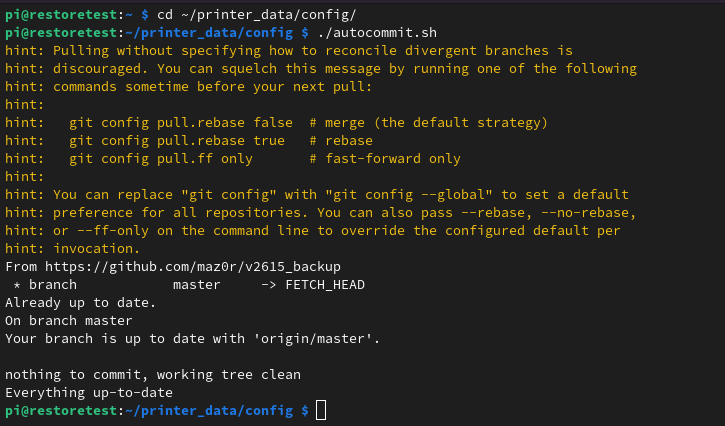 pi@restoretest:~ $ cd ~/printer_data/config/
pi@restoretest:~/printer_data/config $ ./autocommit.sh
hint: Pulling without specifying how to reconcile divergent branches is
hint: discouraged. You can squelch this message by running one of the following
hint: commands sometime before your next pull:
hint:
hint:   git config pull.rebase false  # merge (the default strategy)
hint:   git config pull.rebase true   # rebase
hint:   git config pull.ff only       # fast-forward only
hint:
hint: You can replace "git config" with "git config --global" to set a default
hint: preference for all repositories. You can also pass --rebase, --no-rebase,
hint: or --ff-only on the command line to override the configured default per
hint: invocation.
From https://github.com/maz0r/v2615_backup
 * branch            master     -> FETCH_HEAD
Already up to date.
On branch master
Your branch is up to date with 'origin/master'.

nothing to commit, working tree clean
Everything up-to-date
pi@restoretest:~/printer_data/config $